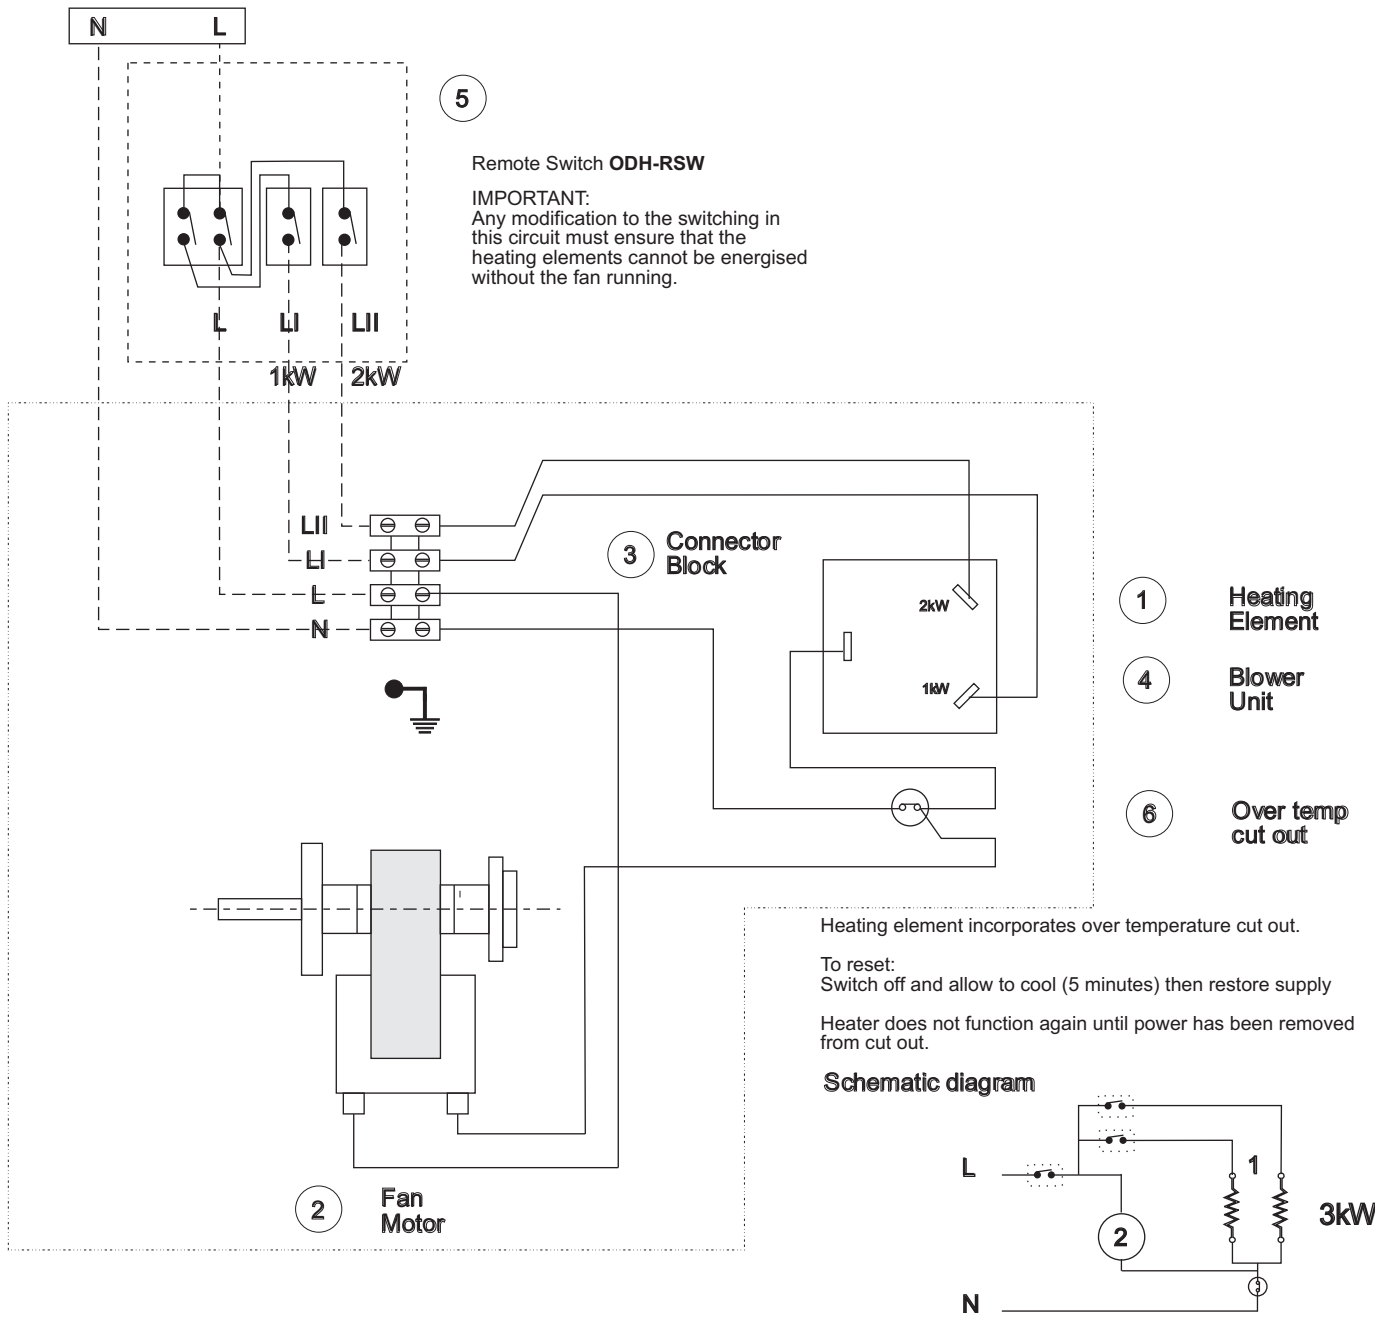 N L
5
Remote Switch ODH-RSW
IMPORTANT:
Any modification to the switching in
this circuit must ensure that the
heating elements cannot be energised
without the fan running.
L LI LII
1kW 2kW
LII
LI
L
N
3
Connector
Block
2kW
1kW
1
Heating
Element
4
Blower
Unit
6
Over temp
cut out
Heating element incorporates over temperature cut out.
To reset:
Switch off and allow to cool (5 minutes) then restore supply
Heater does not function again until power has been removed
from cut out.
Schematic diagram
L
1
3kW
2
N
2
Fan
Motor